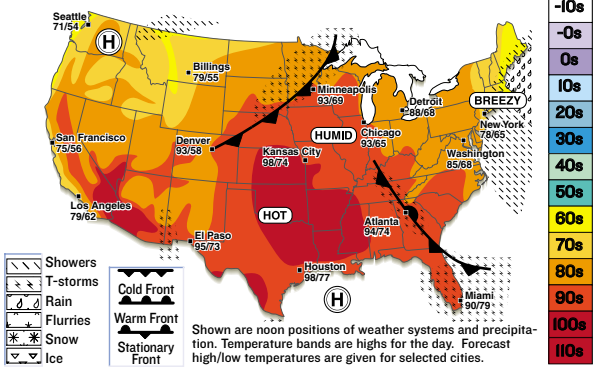 Seattle
71/54
H
Billings
79/55
Minneapolis
93/69
Detroit
88/68
BREEZY
New York
78/65
HUMID
Chicago
93/65
Washington
85/68
San Francisco
75/56
Denver
93/58
Kansas City
98/74
Los Angeles
79/62
HOT
Atlanta
94/74
El Paso
95/73
Houston
98/77
H
Miami
90/79
Showers
T-storms
Rain
Flurries
Snow
Ice
Cold Front
Warm Front
Stationary
Front
Shown are noon positions of weather systems and precipita-
tion. Temperature bands are highs for the day. Forecast
high/low temperatures are given for selected cities.
-10s
-0s
0s
10s
20s
30s
40s
50s
60s
70s
80s
90s
100s
110s